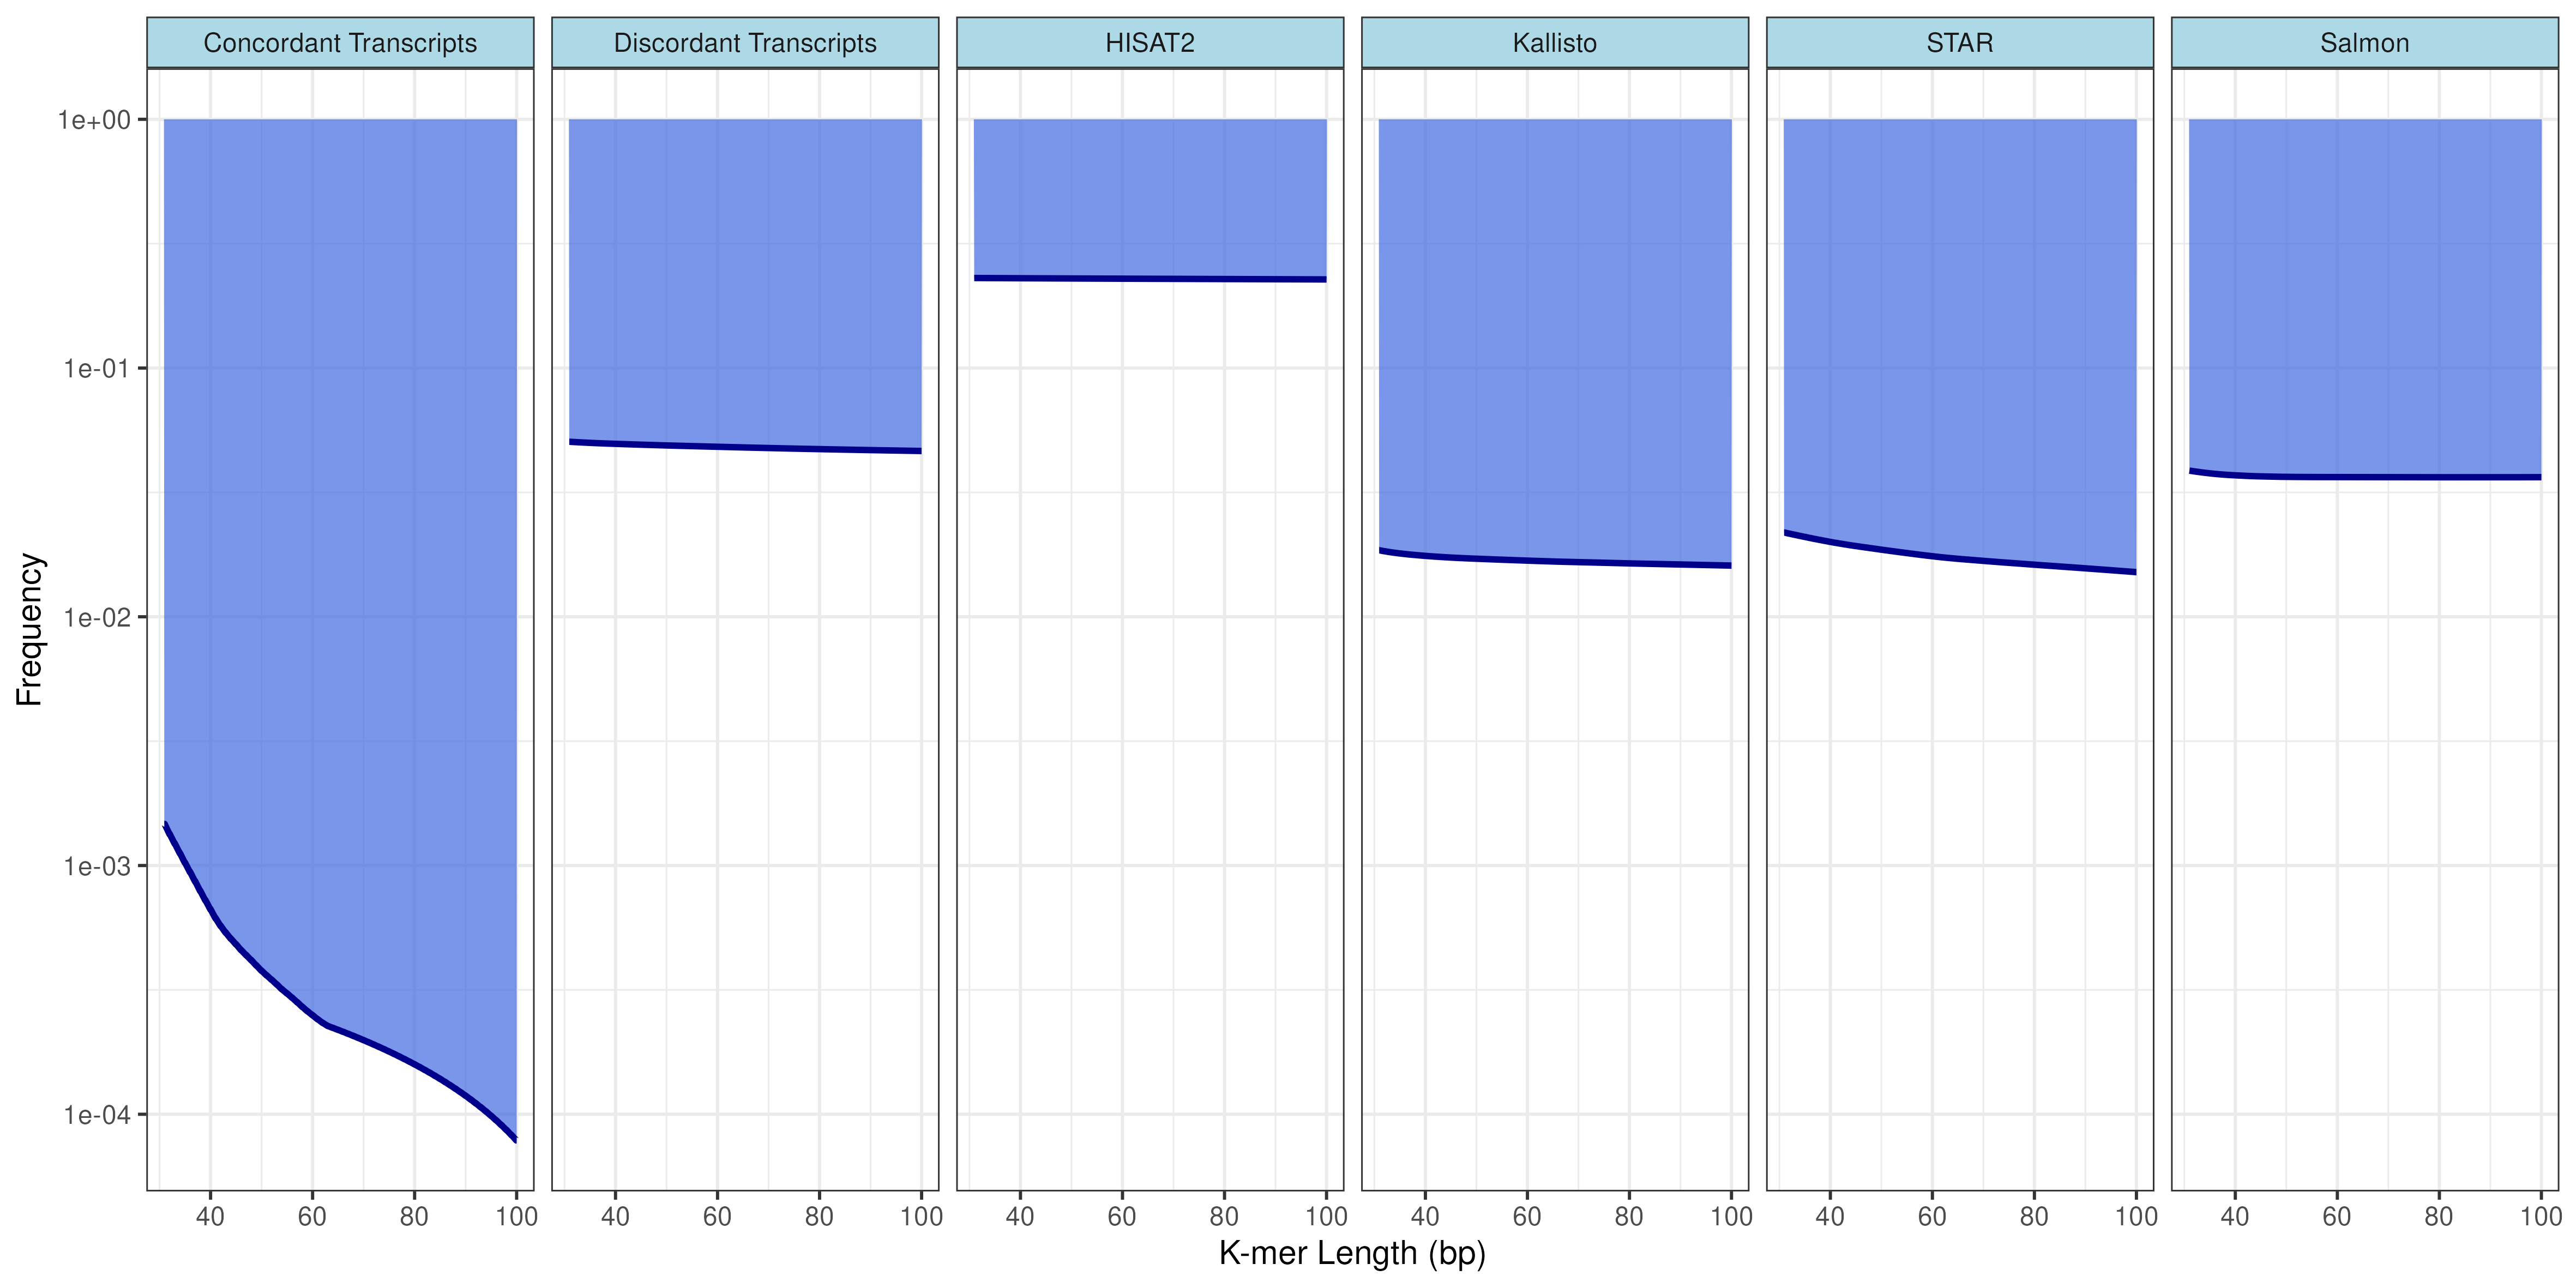 Concordant Transcripts
Discordant Transcripts
HISAT2
Kallisto
STAR
Salmon
Frequency
1e+00
1e-01
1e-02
1e-03
1e-04
40 60 80 100
40 60 80 100
40 60 80 100
40 60 80 100
40 60 80 100
40 60 80 100
K-mer Length (bp)